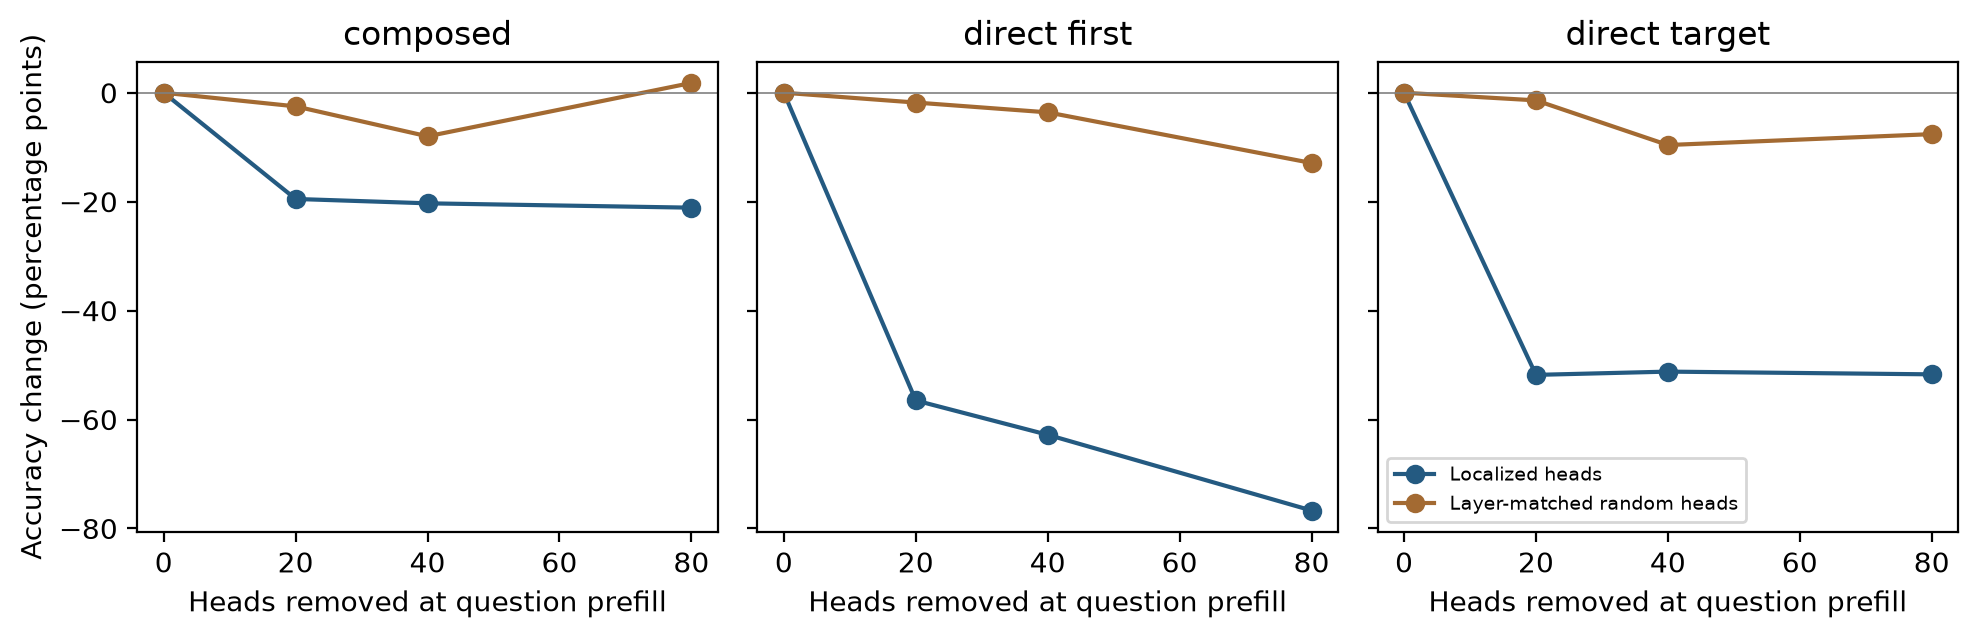 composed
direct first
direct target
Accuracy change (percentage points)
0
−20
−40
−60
−80
0 20 40 60 80
0 20 40 60 80
0 20 40 60 80
Heads removed at question prefill
Heads removed at question prefill
Heads removed at question prefill
Localized heads
Layer-matched random heads